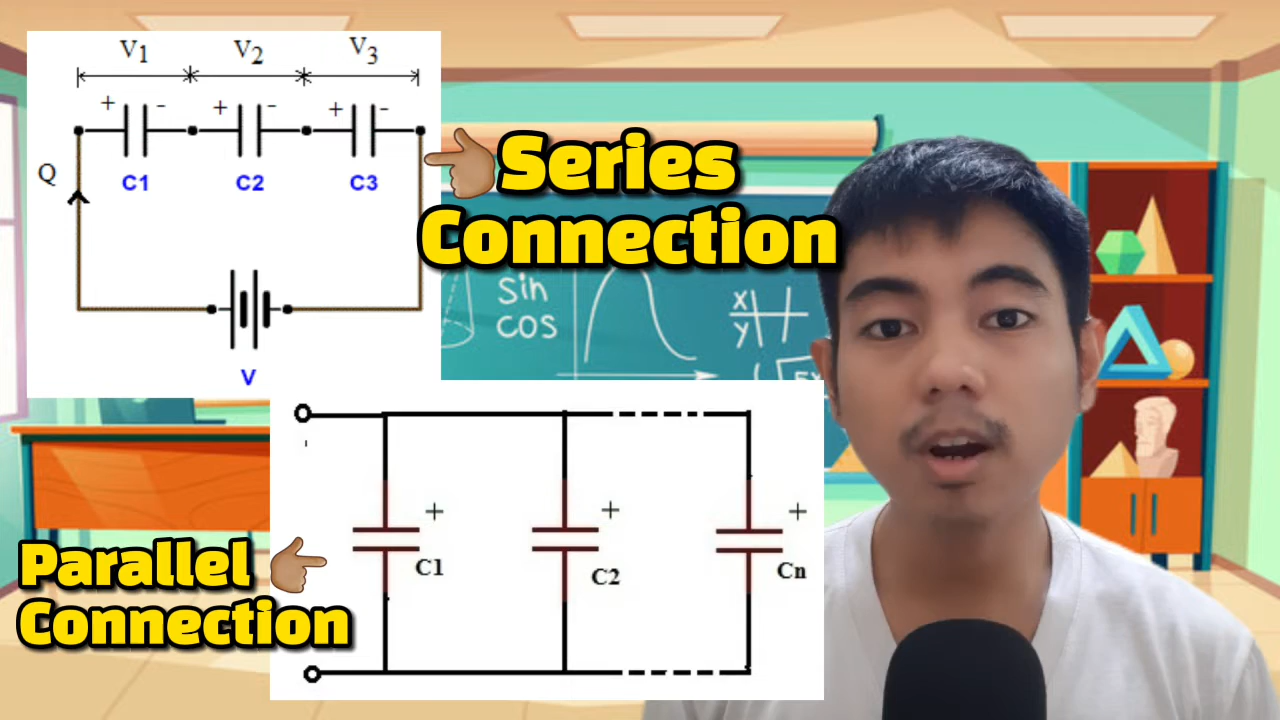 V1 V2 V3
+ - + - + -
Q
C1 C2 C3
V
Series
Connection
sin
cos
x
y
+ + +
C1 C2 Cn
Parallel
Connection